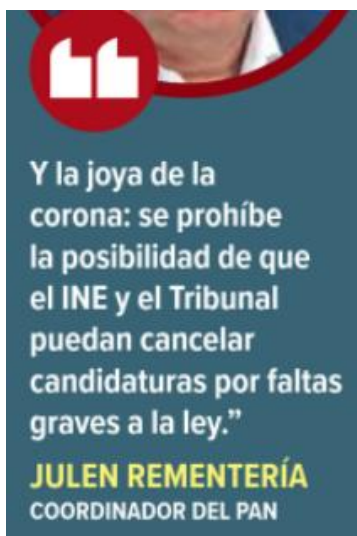 Y la joya de la
corona: se prohíbe
la posibilidad de que
el INE y el Tribunal
puedan cancelar
candidaturas por faltas
graves a la ley.”
JULEN REMENTERÍA
COORDINADOR DEL PAN